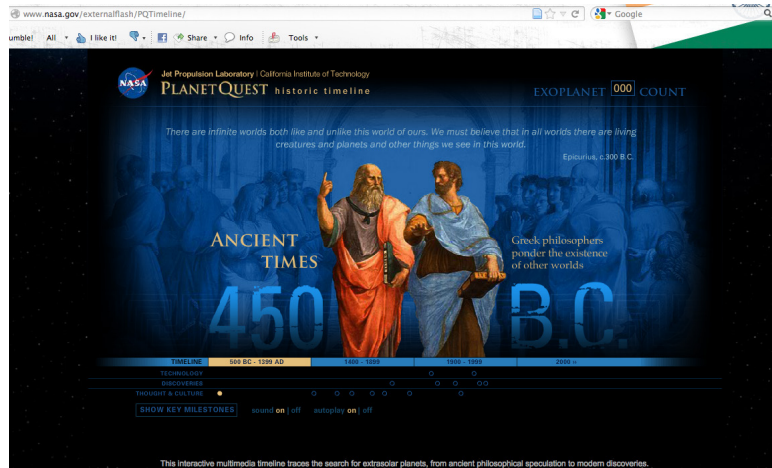 www.nasa.gov/externalflash/PQTimeline/
Google
umble! All I like it! Share Info Tools
NASA
Jet Propulsion Laboratory | California Institute of Technology
PLANETQUEST historic timeline
EXOPLANET 000 COUNT
There are infinite worlds both like and unlike this world of ours. We must believe that in all worlds there are living
creatures and planets and other things we see in this world.
Epicurius, c.300 B.C.
ANCIENT
TIMES
Greek philosophers
ponder the existence
of other worlds
450 B.C.
TIMELINE 500 BC - 1399 AD 1400 - 1899 1900 - 1999 2000 »
TECHNOLOGY
DISCOVERIES
THOUGHT & CULTURE
SHOW KEY MILESTONES sound on | off autoplay on | off
This interactive multimedia timeline traces the search for extrasolar planets, from ancient philosophical speculation to modern discoveries.